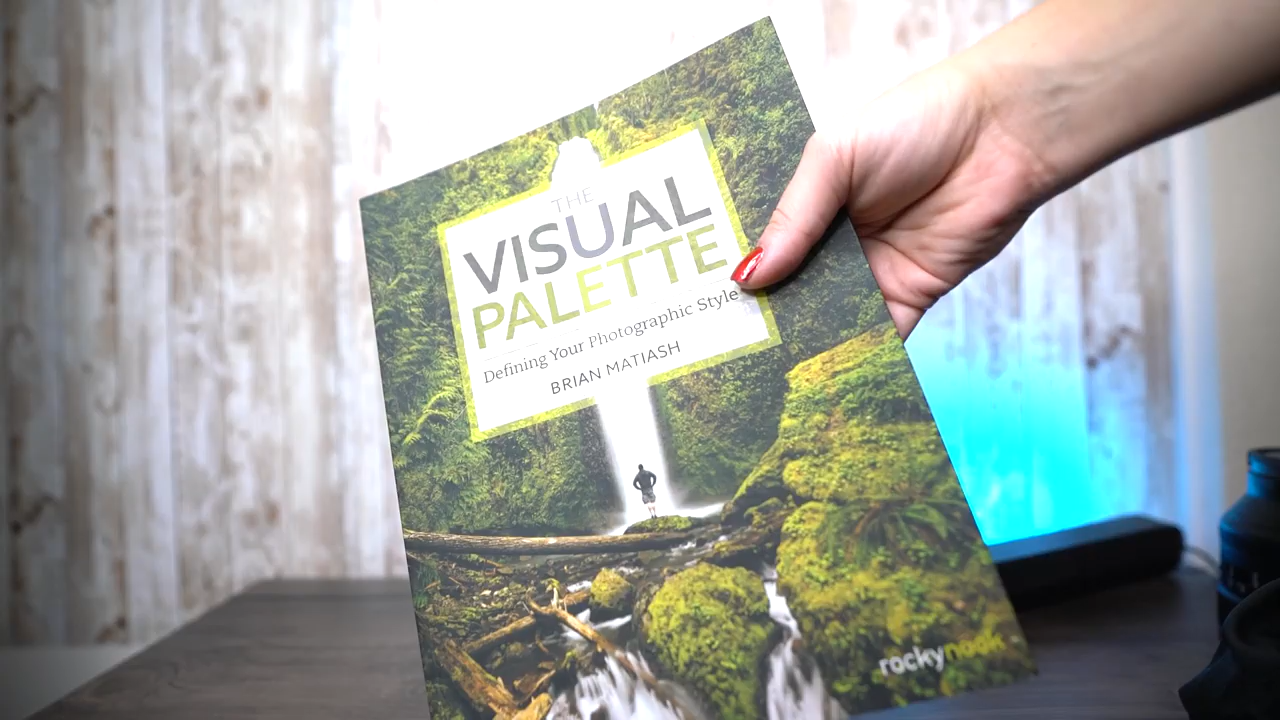 THE
VISUAL
PALETTE
Defining Your Photographic Style
BRIAN MATIASH
rockynook